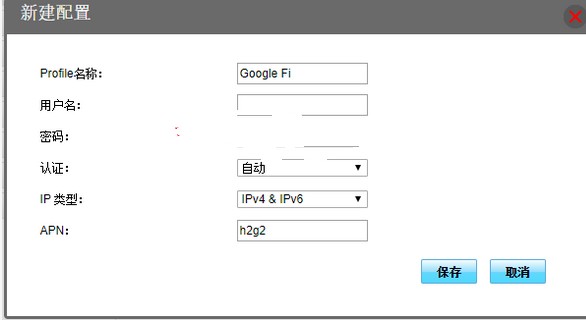 新建配置
Profile名称： Google Fi
用户名：
密码：
认证： 自动
IP 类型： IPv4 & IPv6
APN： h2g2
保存 取消